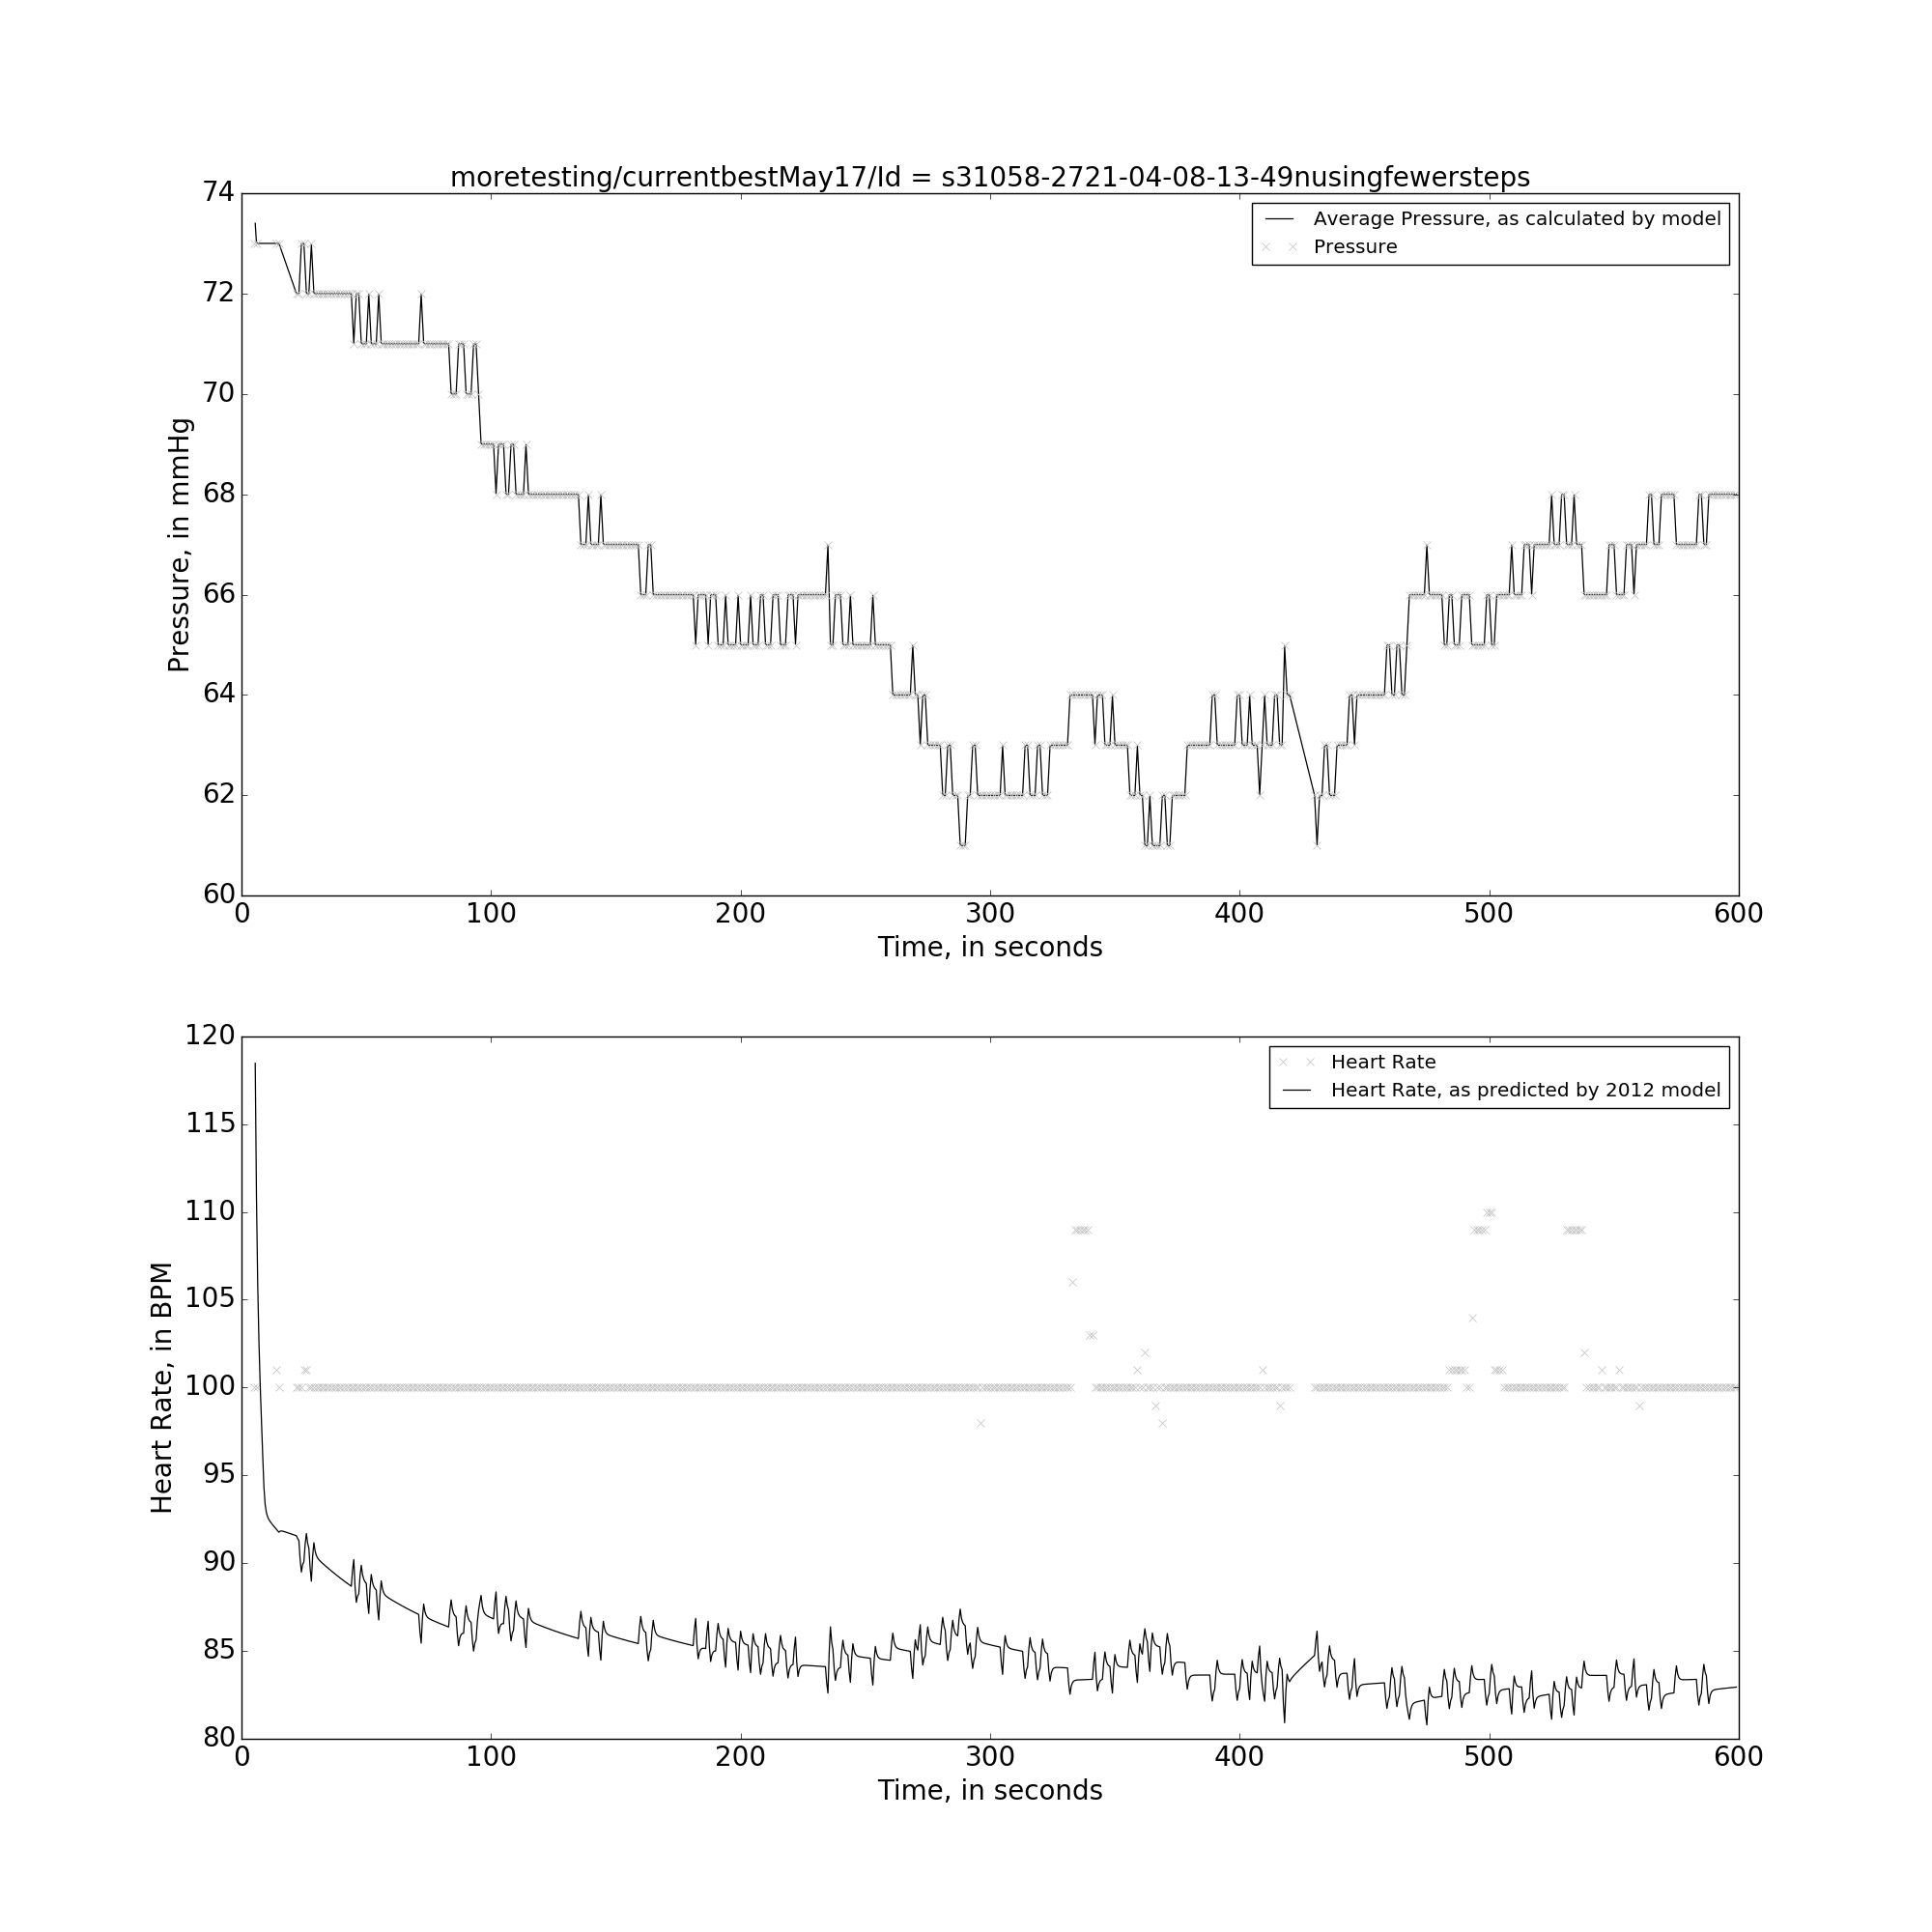 moretesting/currentbestMay17/Id = s31058-2721-04-08-13-49nusingfewersteps
74
72
70
68
66
64
62
60
Pressure, in mmHg
Average Pressure, as calculated by model
Pressure
0 100 200 300 400 500 600
Time, in seconds
120
115
110
105
100
95
90
85
80
Heart Rate, in BPM
Heart Rate
Heart Rate, as predicted by 2012 model
0 100 200 300 400 500 600
Time, in seconds